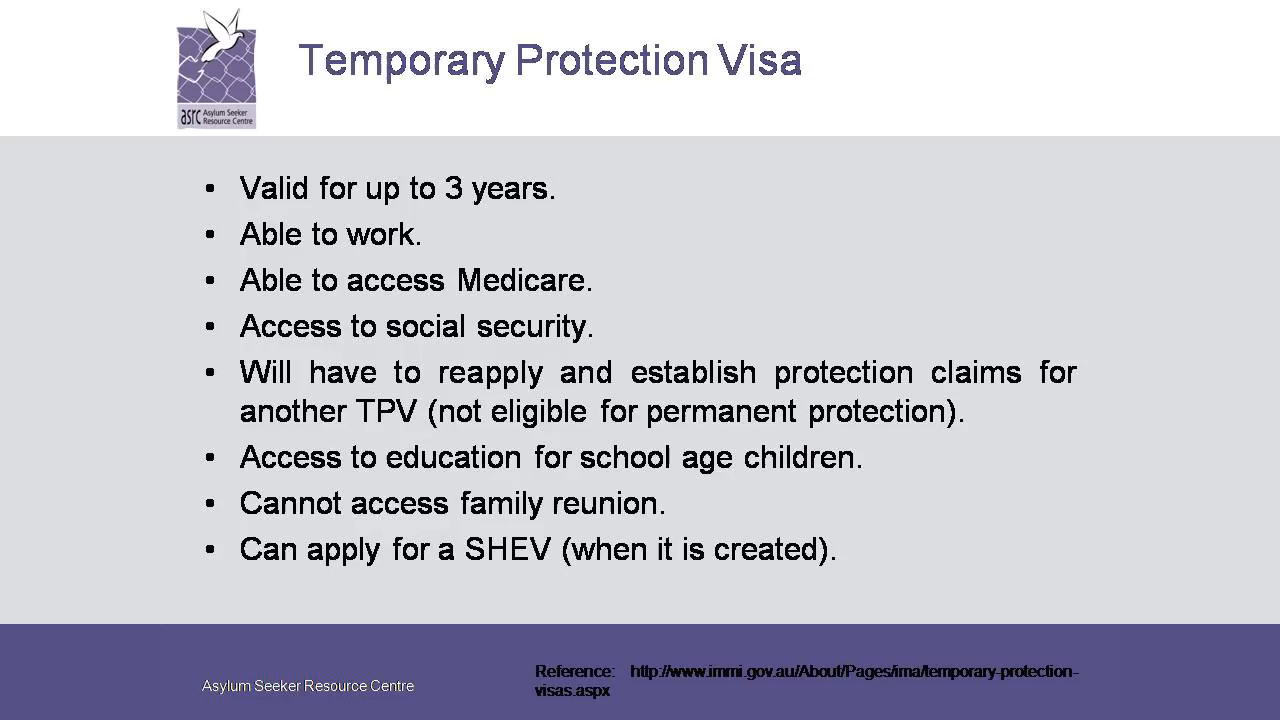 asrc Asylum Seeker
Resource Centre
Temporary Protection Visa
• Valid for up to 3 years.
• Able to work.
• Able to access Medicare.
• Access to social security.
• Will have to reapply and establish protection claims for
another TPV (not eligible for permanent protection).
• Access to education for school age children.
• Cannot access family reunion.
• Can apply for a SHEV (when it is created).
Asylum Seeker Resource Centre
Reference: http://www.immi.gov.au/About/Pages/ima/temporary-protection-
visas.aspx